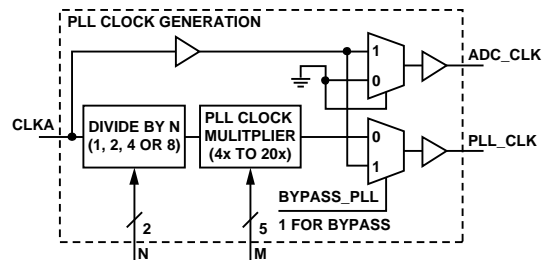 PLL CLOCK GENERATION
1
0
ADC_CLK
CLKA
DIVIDE BY N
(1, 2, 4 OR 8)
PLL CLOCK
MULITPLIER
(4x TO 20x)
0
1
PLL_CLK
BYPASS_PLL
1 FOR BYPASS
2
N
5
M